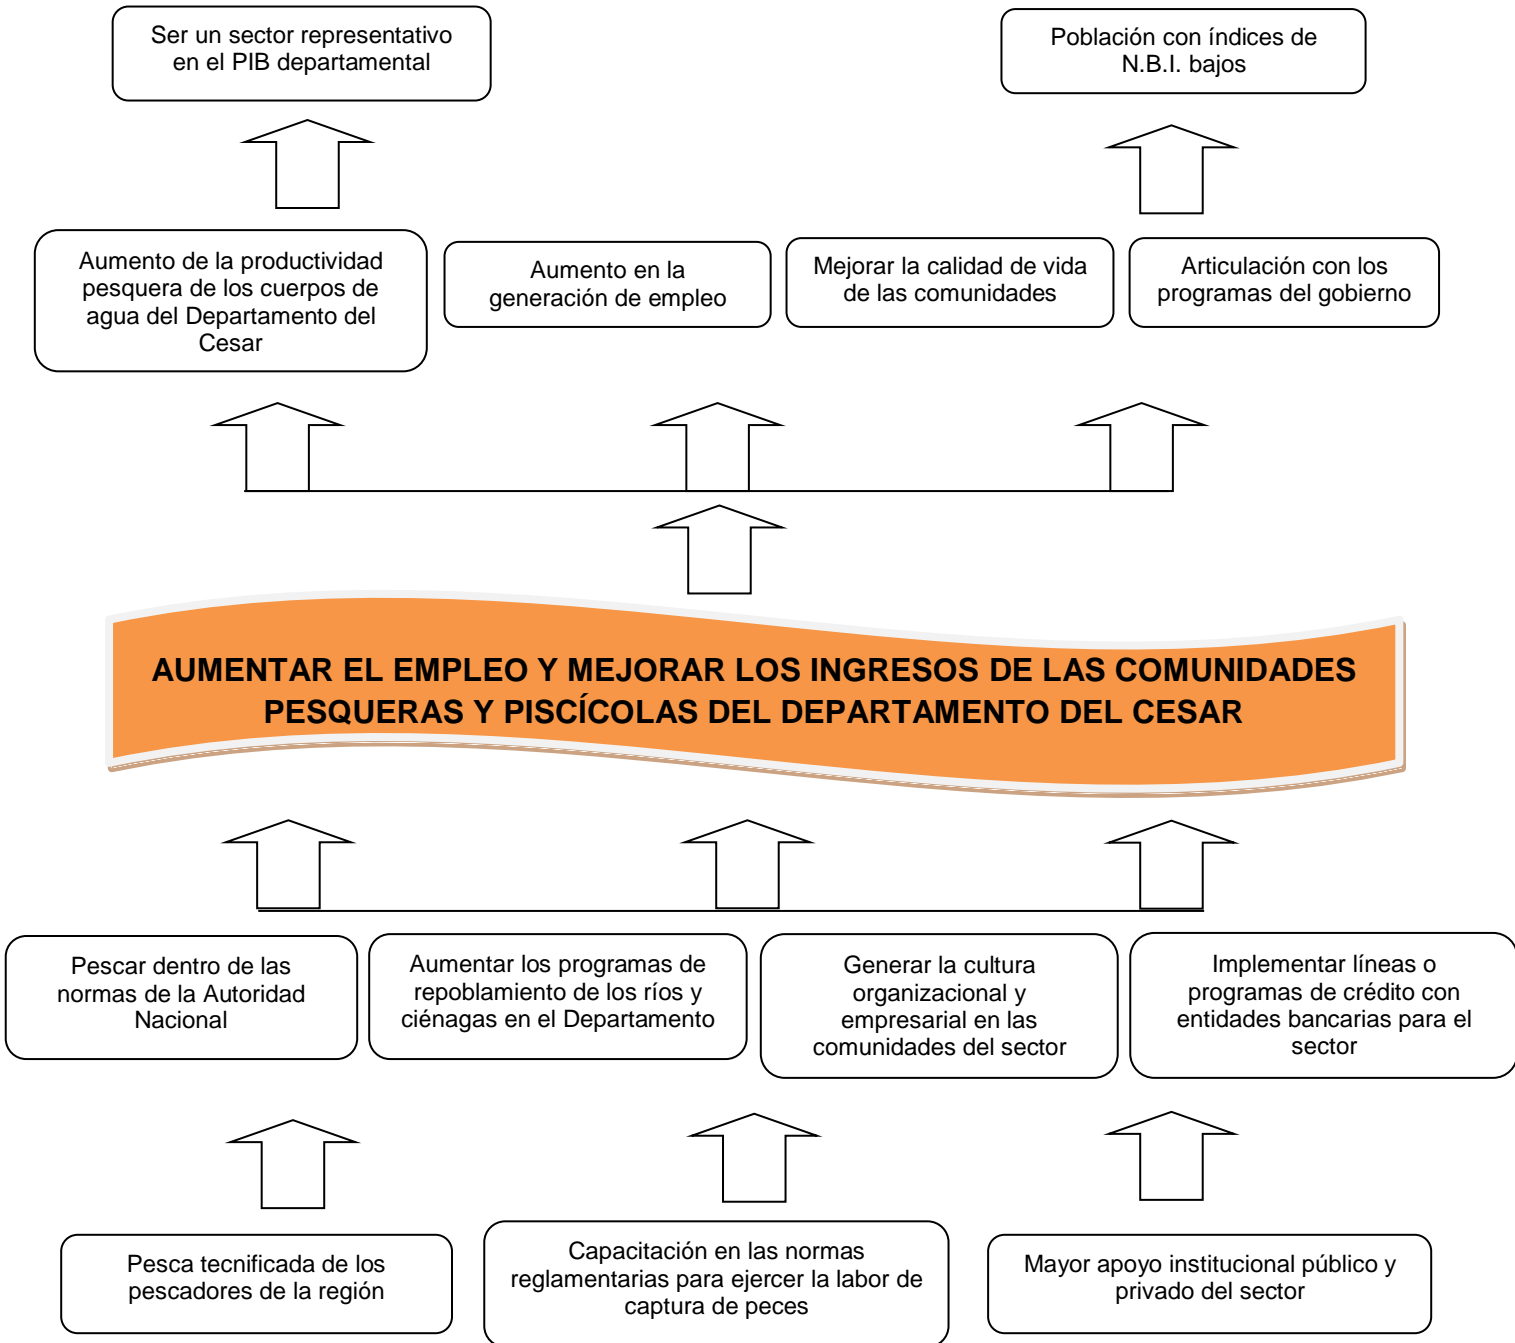 Ser un sector representativo
en el PIB departamental
Población con índices de
N.B.I. bajos
Aumento de la productividad
pesquera de los cuerpos de
agua del Departamento del
Cesar
Aumento en la
generación de empleo
Mejorar la calidad de vida
de las comunidades
Articulación con los
programas del gobierno
AUMENTAR EL EMPLEO Y MEJORAR LOS INGRESOS DE LAS COMUNIDADES
PESQUERAS Y PISCÍCOLAS DEL DEPARTAMENTO DEL CESAR
Pescar dentro de las
normas de la Autoridad
Nacional
Aumentar los programas de
repoblamiento de los ríos y
ciénagas en el Departamento
Generar la cultura
organizacional y
empresarial en las
comunidades del sector
Implementar líneas o
programas de crédito con
entidades bancarias para el
sector
Pesca tecnificada de los
pescadores de la región
Capacitación en las normas
reglamentarias para ejercer la labor de
captura de peces
Mayor apoyo institucional público y
privado del sector